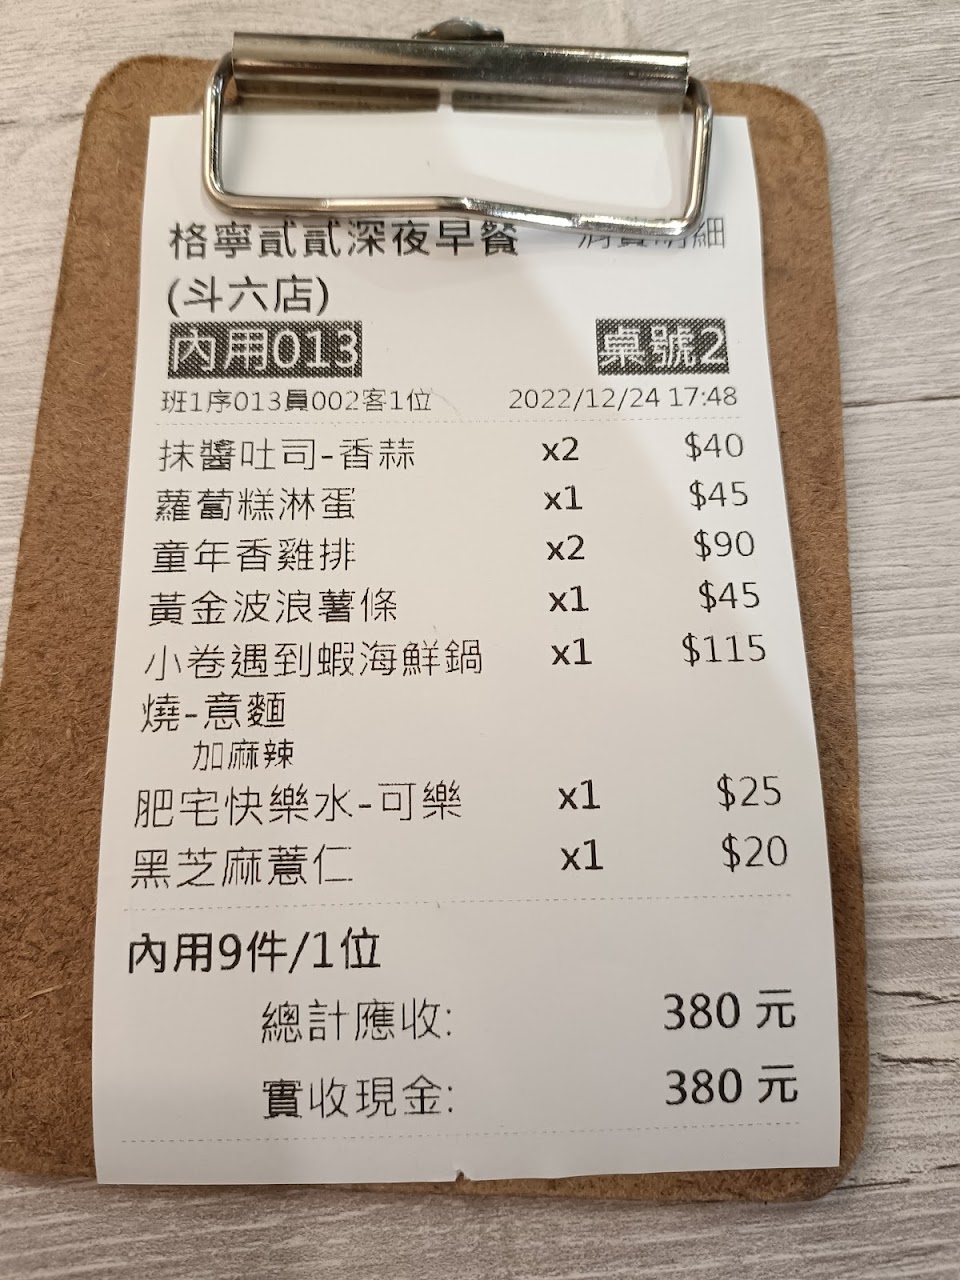 格寧貳貳深夜早餐 消費明細
(斗六店)
內用013 桌號2
班1序013員002客1位 2022/12/24 17:48
抹醬吐司-香蒜 x2 $40
蘿蔔糕淋蛋 x1 $45
童年香雞排 x2 $90
黃金波浪薯條 x1 $45
小卷遇到蝦海鮮鍋 x1 $115
燒-意麵
加麻辣
肥宅快樂水-可樂 x1 $25
黑芝麻薏仁 x1 $20
內用9件/1位
總計應收: 380 元
實收現金: 380 元